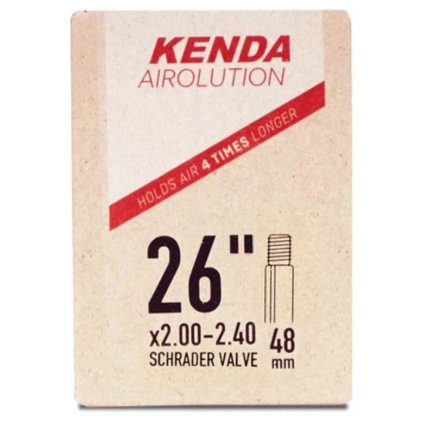 KENDA
AIROLUTION
HOLDS AIR 4 TIMES LONGER
26"
x2.00-2.40
SCHRADER VALVE
48
mm